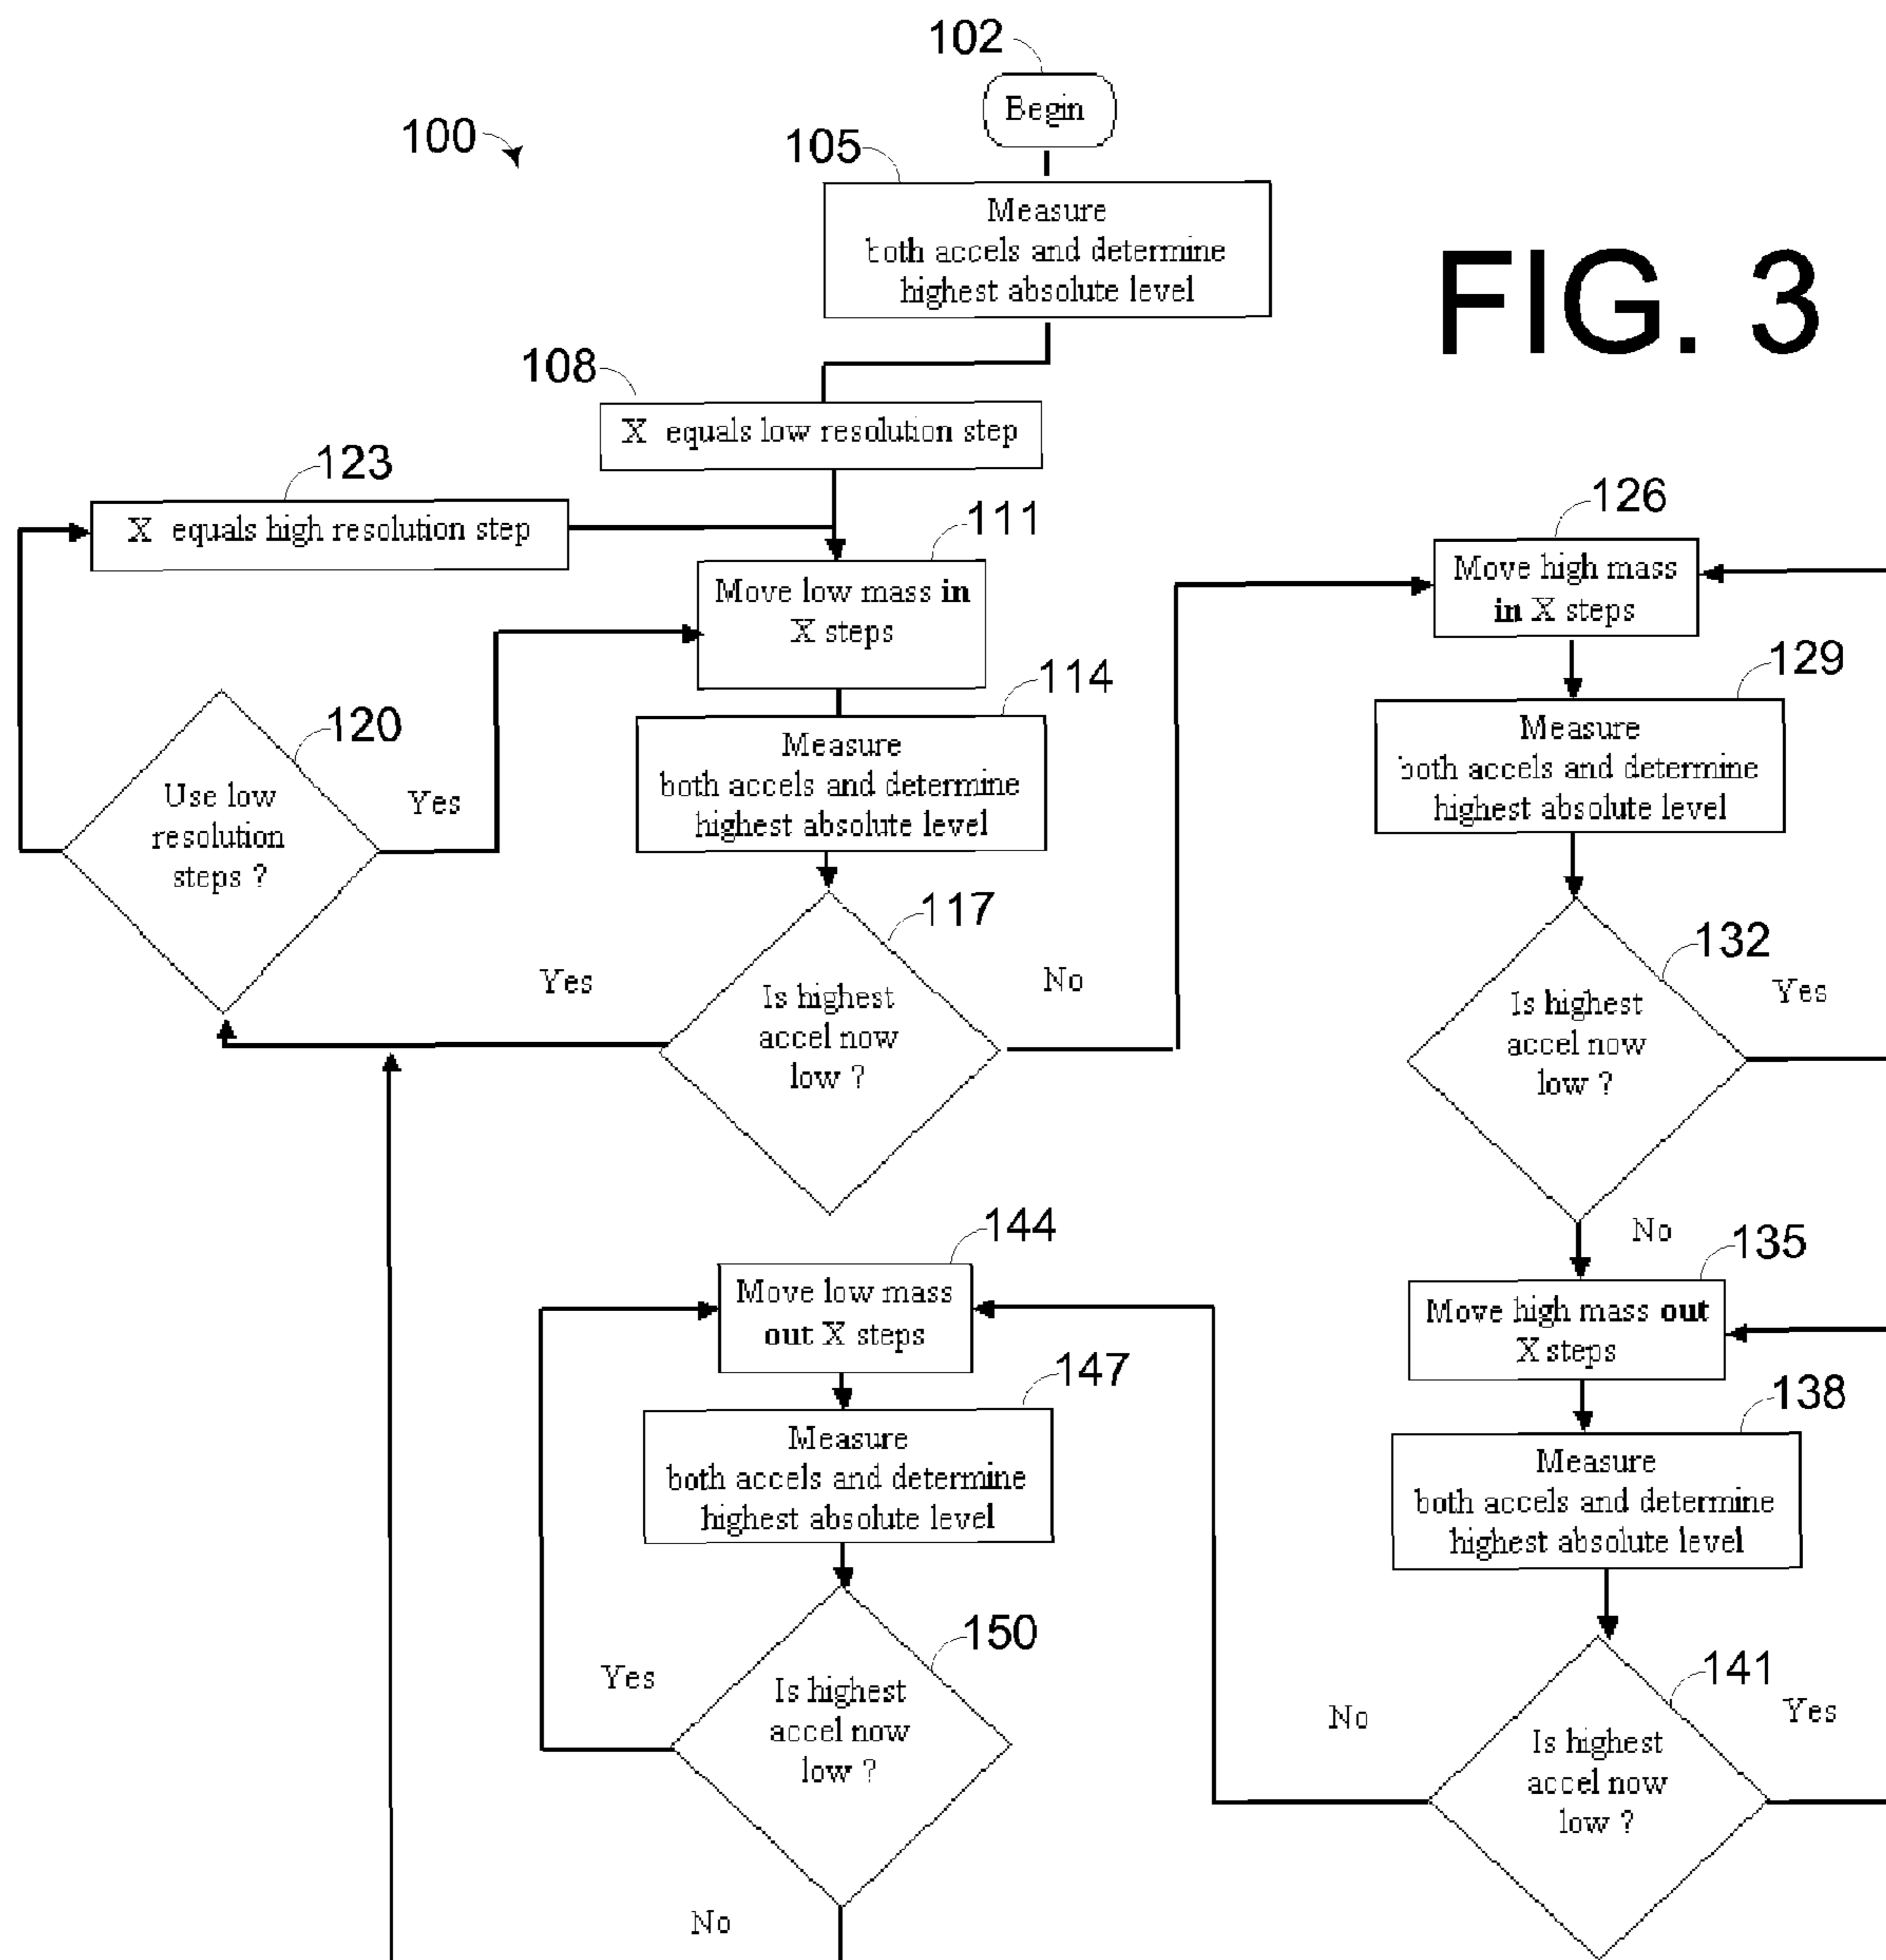 102
Begin
100
105
Measure
both accels and determine
highest absolute level
FIG. 3
108
X equals low resolution step
123
X equals high resolution step
111
Move low mass in
X steps
114
Measure
both accels and determine
highest absolute level
120
Use low
resolution
steps ?
Yes
117
Is highest
accel now
low ?
Yes
No
126
Move high mass
in X steps
129
Measure
both accels and determine
highest absolute level
132
Is highest
accel now
low ?
Yes
No
135
Move high mass out
X steps
138
Measure
both accels and determine
highest absolute level
141
Is highest
accel now
low ?
Yes
No
144
Move low mass
out X steps
147
Measure
both accels and determine
highest absolute level
150
Is highest
accel now
low ?
Yes
No